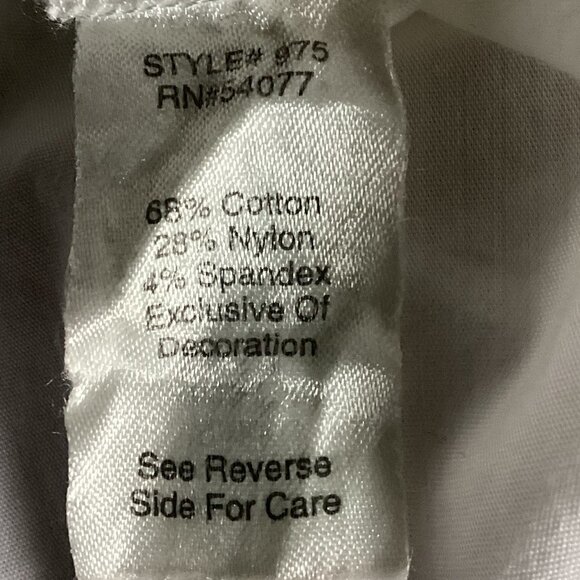 STYLE# 975
RN#54077
68% Cotton
28% Nylon
4% Spandex
Exclusive Of
Decoration
See Reverse
Side For Care